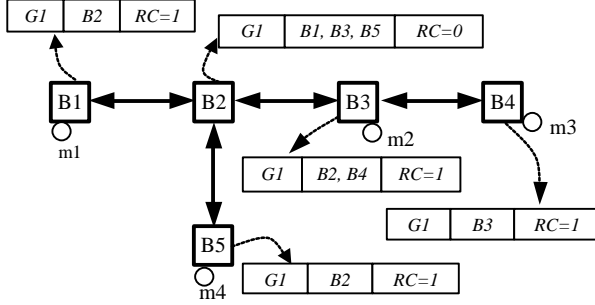 G1 B2 RC=1
G1 B1, B3, B5 RC=0
B1 B2 B3 B4
m1 m2 m3
G1 B2, B4 RC=1
G1 B3 RC=1
B5
m4
G1 B2 RC=1